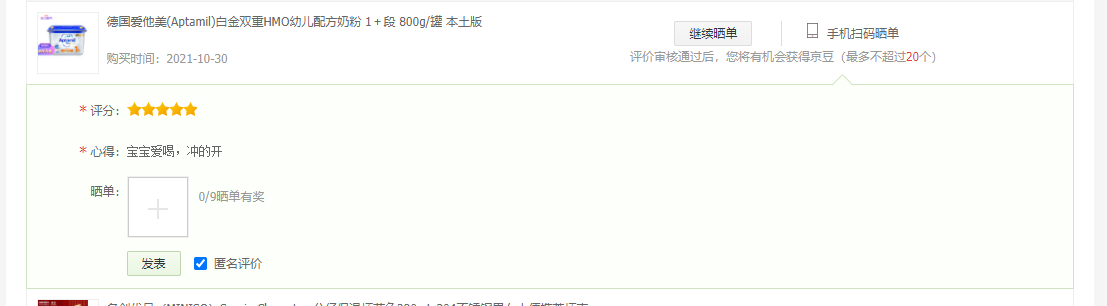 德国爱他美(Aptamil)白金双重HMO幼儿配方奶粉 1+段 800g/罐 本土版
购买时间：2021-10-30
继续晒单
手机扫码晒单
评价审核通过后，您将有机会获得京豆（最多不超过20个）
* 评分：
* 心得：宝宝爱喝，冲的开
晒单：
0/9晒单有奖
发表
匿名评价